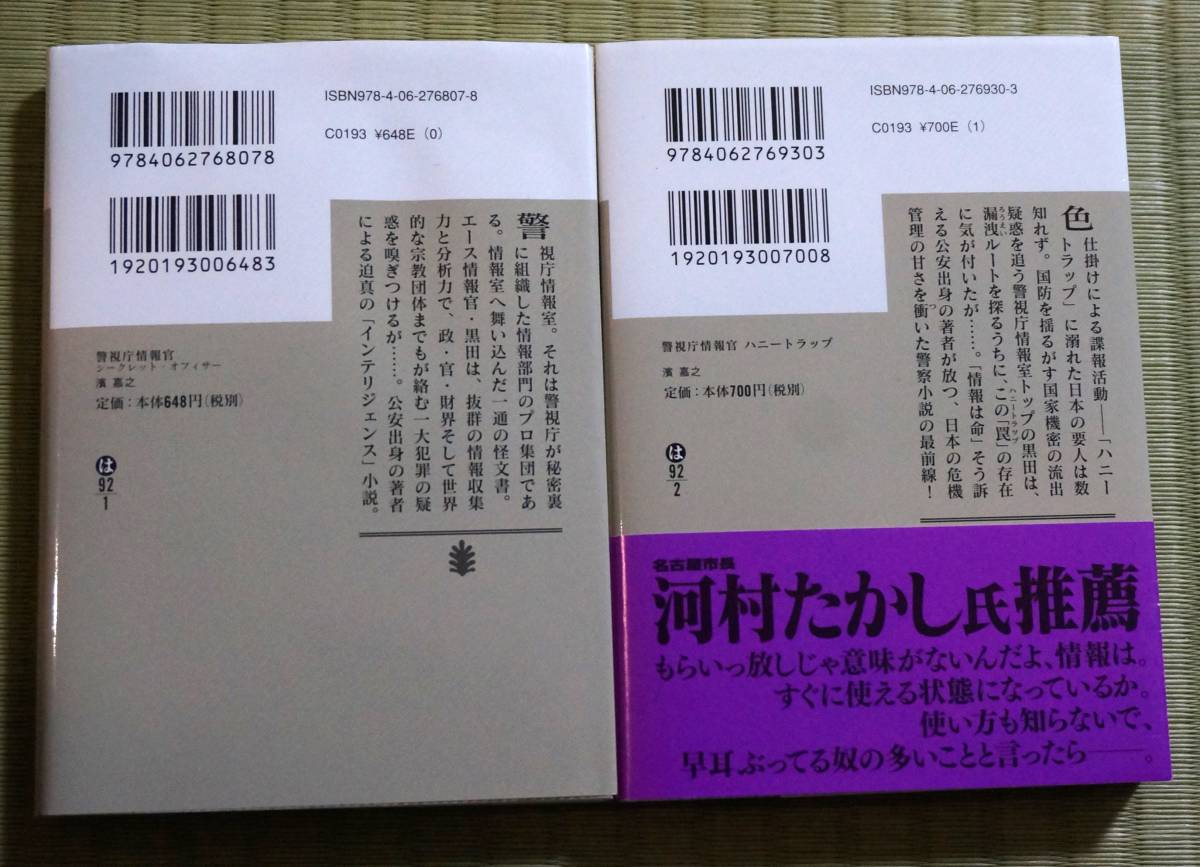 ISBN978-4-06-276807-8
C0193 ¥648E (0)
9784062768078
1920193006483
警視庁情報室。それは警視庁が秘密裏
に組織した情報部門のプロ集団であ
る。情報室へ舞い込んだ一通の怪文書。
エース情報官・黒田は、抜群の情報収集
力と分析力で、政・官・財界そして世界
的な宗教団体までもが絡む一大犯罪の疑
惑を嗅ぎつけるが……。公安出身の著者
による迫真の「インテリジェンス」小説。
警視庁情報官
シークレット・オフィサー
濱 嘉之
定価：本体648円（税別）
は
92
1
ISBN978-4-06-276930-3
C0193 ¥700E (1)
9784062769303
1920193007008
色仕掛けによる諜報活動――「ハニー
トラップ」に溺れた日本の要人は数
知れず。国防を揺るがす国家機密の流出
疑惑を追う警視庁情報室トップの黒田は、
漏洩ルートを探るうちに、この「罠」の存在
ろうえい
ハニートラップ
に気が付いたが……。「情報は命」そう訴
える公安出身の著者が放つ、日本の危機
管理の甘さを衝いた警察小説の最前線！
つ
警視庁情報官 ハニートラップ
濱 嘉之
定価：本体700円（税別）
は
92
2
名古屋市長
河村たかし氏推薦
もらいっ放しじゃ意味がないんだよ、情報は。
すぐに使える状態になっているか。
使い方も知らないで、
早耳ぶってる奴の多いことと言ったら――。